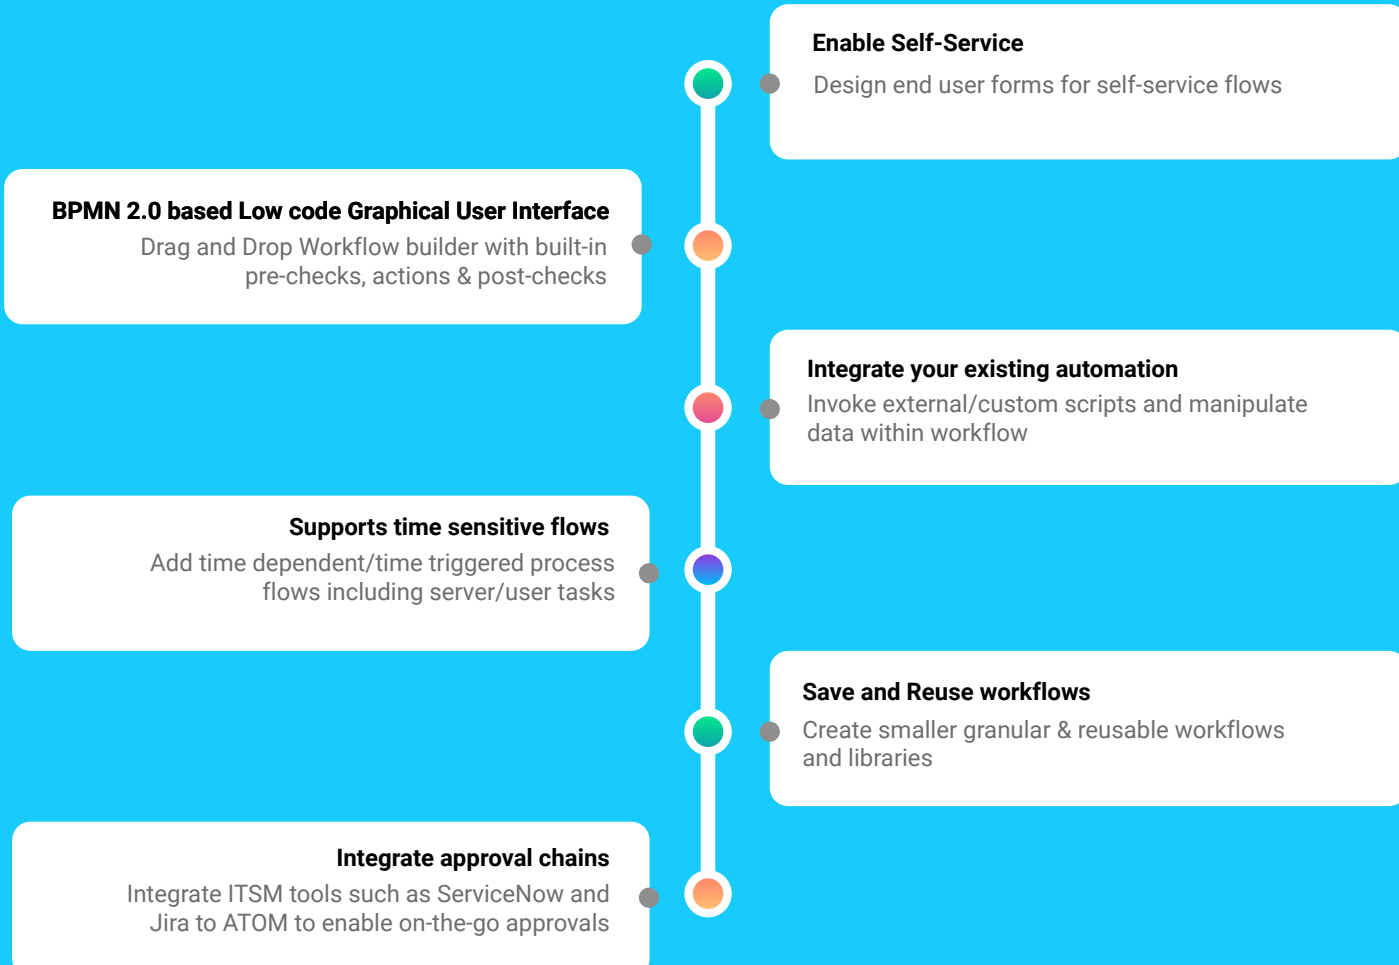 Enable Self-Service
Design end user forms for self-service flows
BPMN 2.0 based Low code Graphical User Interface
Drag and Drop Workflow builder with built-in
pre-checks, actions & post-checks
Integrate your existing automation
Invoke external/custom scripts and manipulate
data within workflow
Supports time sensitive flows
Add time dependent/time triggered process
flows including server/user tasks
Save and Reuse workflows
Create smaller granular & reusable workflows
and libraries
Integrate approval chains
Integrate ITSM tools such as ServiceNow and
Jira to ATOM to enable on-the-go approvals